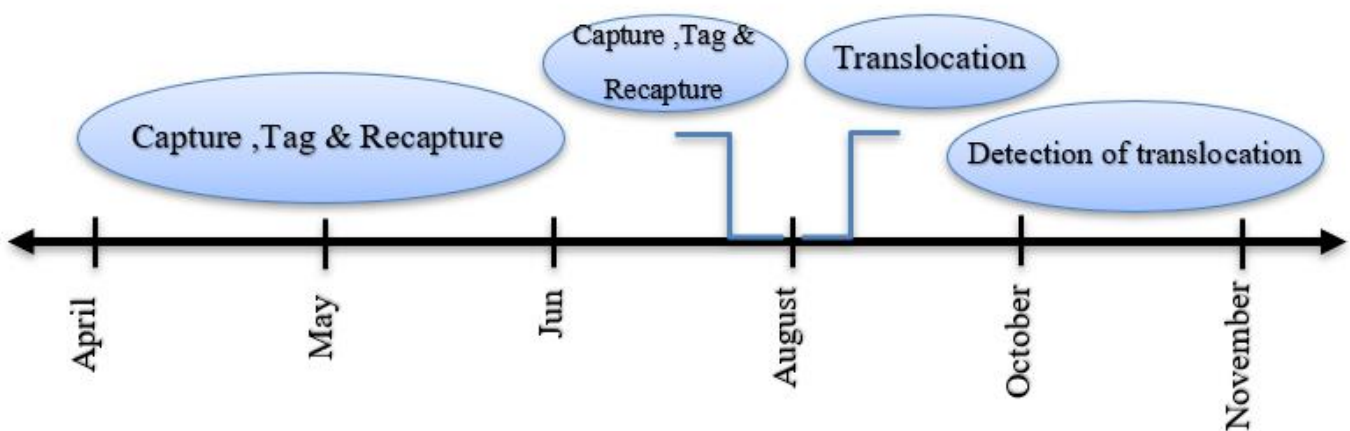 Capture ,Tag &
Recapture
Translocation
Capture ,Tag & Recapture
Detection of translocation
April
May
Jun
August
October
November